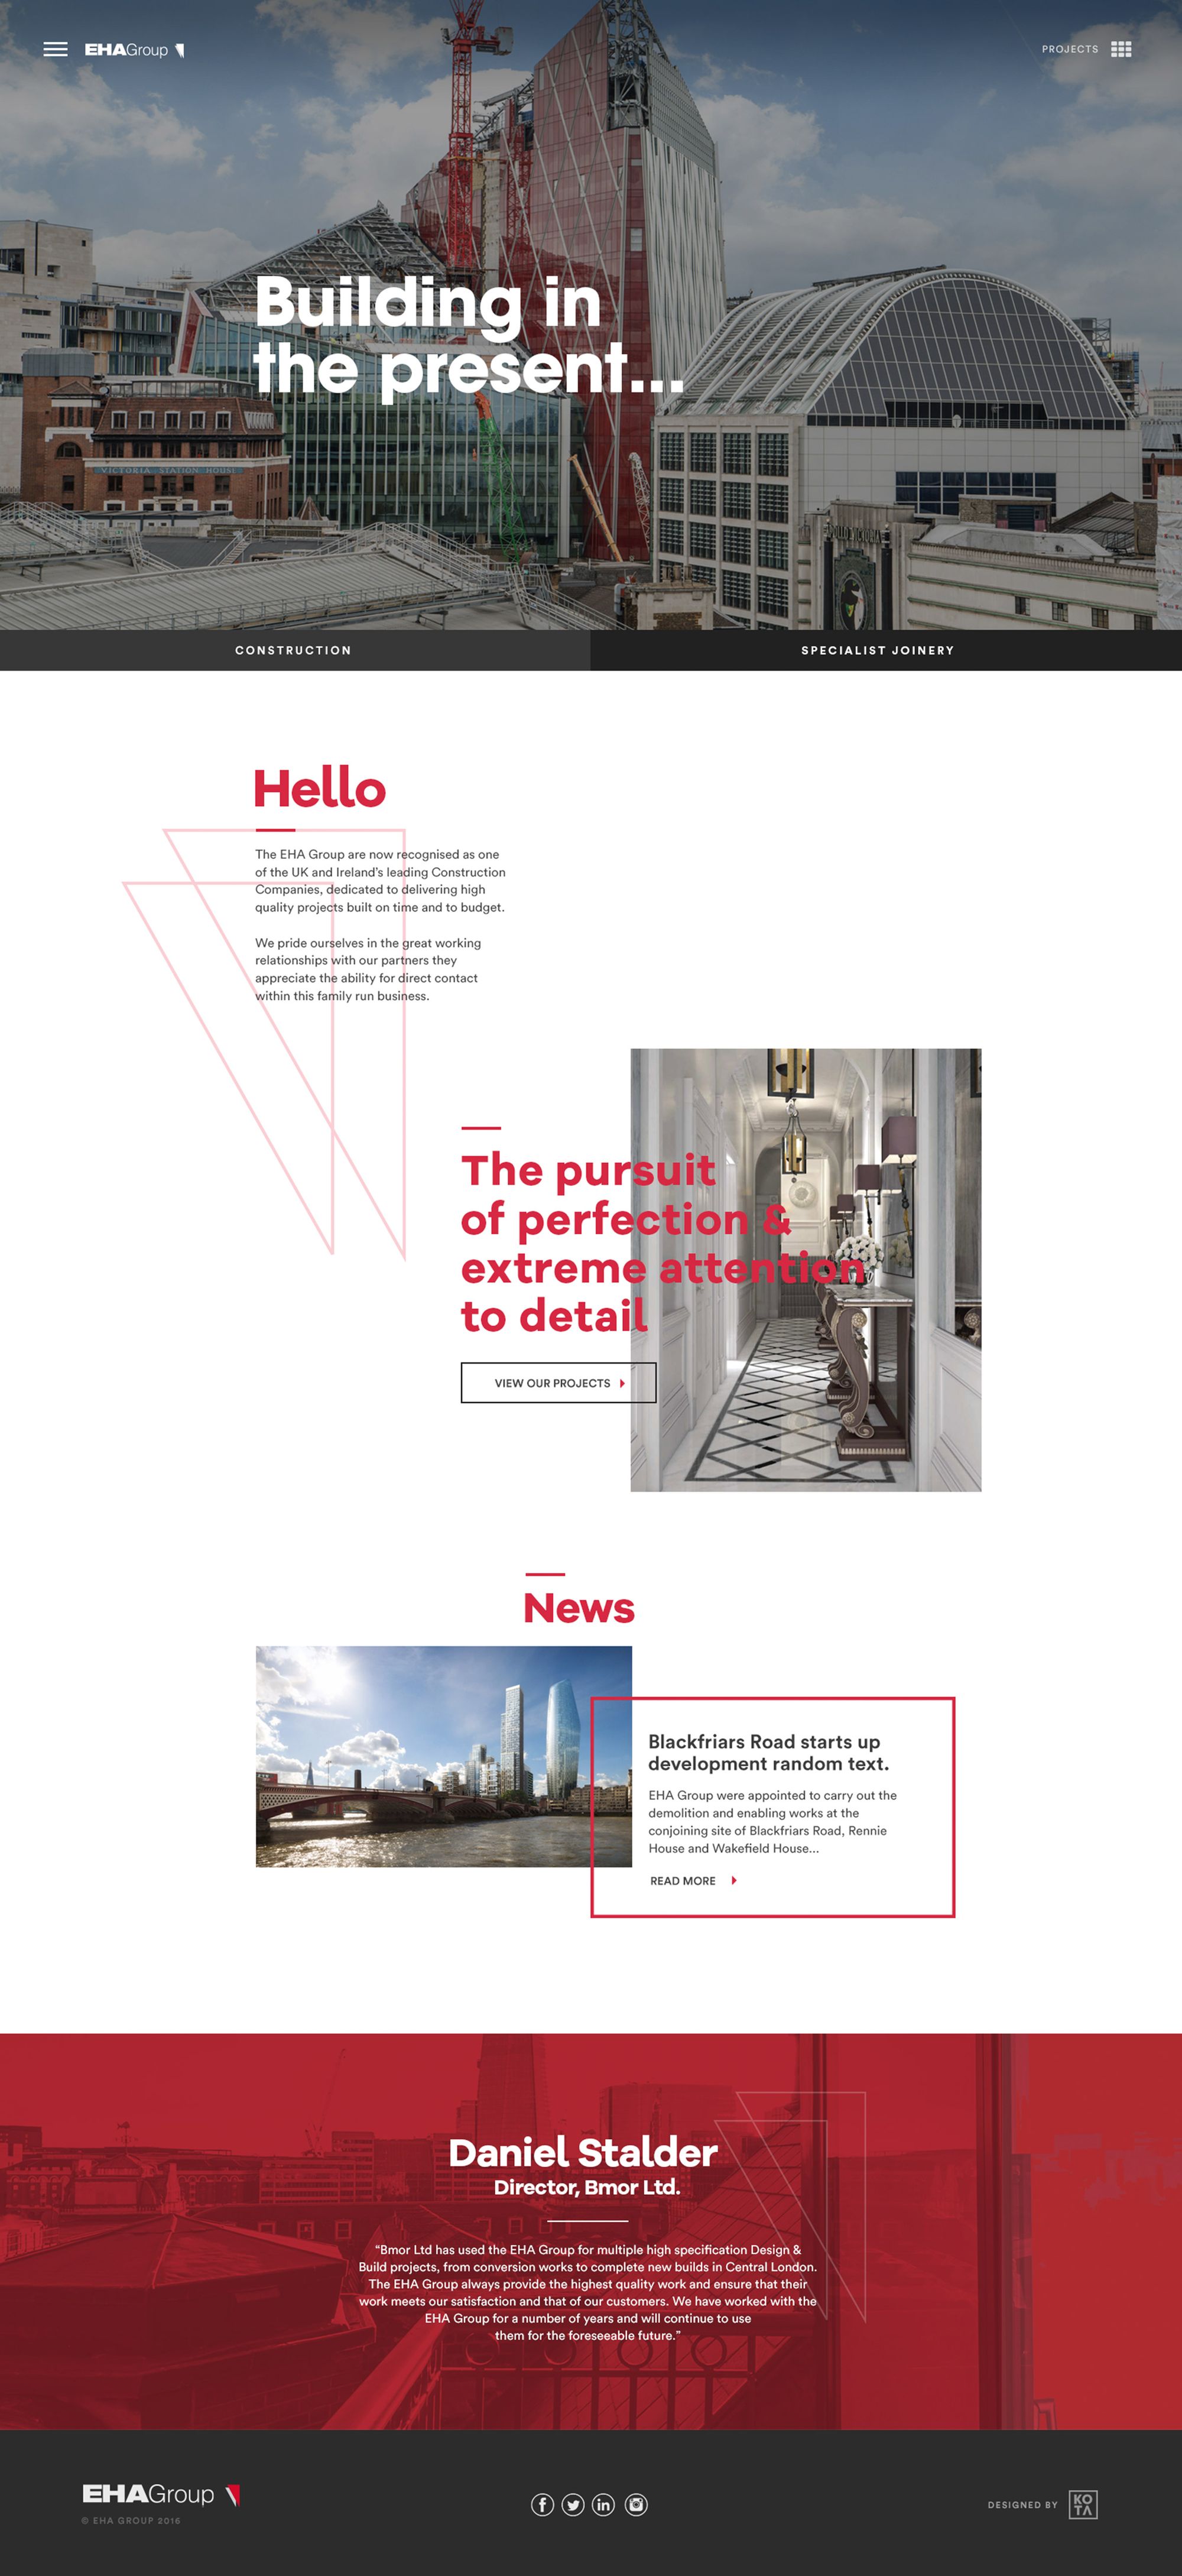 EHAGroup
PROJECTS
Building in
the present...
VICTORIA STATION HOUSE
APOLLO VICTORIA
CONSTRUCTION
SPECIALIST JOINERY
Hello
The EHA Group are now recognised as one
of the UK and Ireland’s leading Construction
Companies, dedicated to delivering high
quality projects built on time and to budget.
We pride ourselves in the great working
relationships with our partners they
appreciate the ability for direct contact
within this family run business.
The pursuit
of perfection &
extreme attention
to detail
VIEW OUR PROJECTS
News
Blackfriars Road starts up
development random text.
EHA Group were appointed to carry out the
demolition and enabling works at the
conjoining site of Blackfriars Road, Rennie
House and Wakefield House...
READ MORE
Daniel Stalder
Director, Bmor Ltd.
“Bmor Ltd has used the EHA Group for multiple high specification Design &
Build projects, from conversion works to complete new builds in Central London.
The EHA Group always provide the highest quality work and ensure that their
work meets our satisfaction and that of our customers. We have worked with the
EHA Group for a number of years and will continue to use
them for the foreseeable future.”
EHAGroup
© EHA GROUP 2016
DESIGNED BY
KO
TA